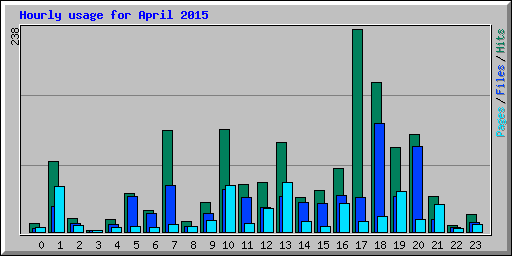 Hourly usage for April 2015
238
Pages / Files / Hits
0 1 2 3 4 5 6 7 8 9 10 11 12 13 14 15 16 17 18 19 20 21 22 23